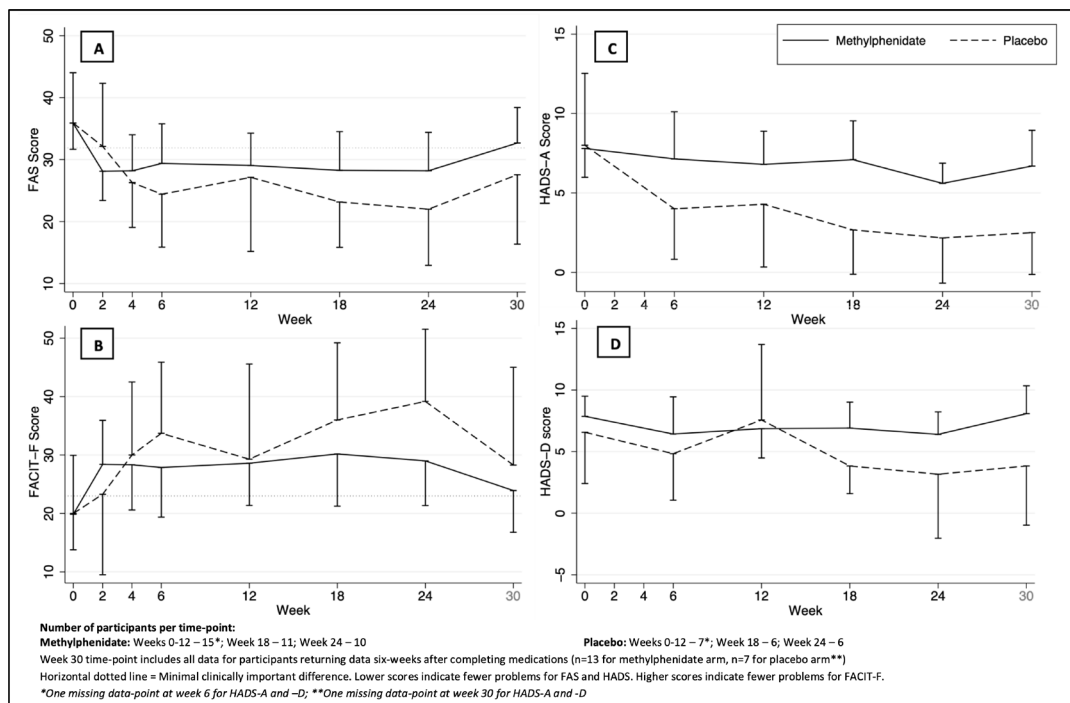 A
50
40
30
20
10
FAS Score
0 2 4 6 12 18 24 30
Week
C
Methylphenidate Placebo
15
10
5
0
HADS-A Score
0 2 4 6 12 18 24 30
Week
B
50
40
30
20
10
FACIT-F Score
0 2 4 6 12 18 24 30
Week
D
15
10
5
0
-5
HADS-D score
0 2 4 6 12 18 24 30
Week
Number of participants per time-point:
Methylphenidate: Weeks 0-12 – 15*; Week 18 – 11; Week 24 – 10 Placebo: Weeks 0-12 – 7*; Week 18 – 6; Week 24 – 6
Week 30 time-point includes all data for participants returning data six-weeks after completing medications (n=13 for methylphenidate arm, n=7 for placebo arm**)
Horizontal dotted line = Minimal clinically important difference. Lower scores indicate fewer problems for FAS and HADS. Higher scores indicate fewer problems for FACIT-F.
*One missing data-point at week 6 for HADS-A and –D; **One missing data-point at week 30 for HADS-A and -D